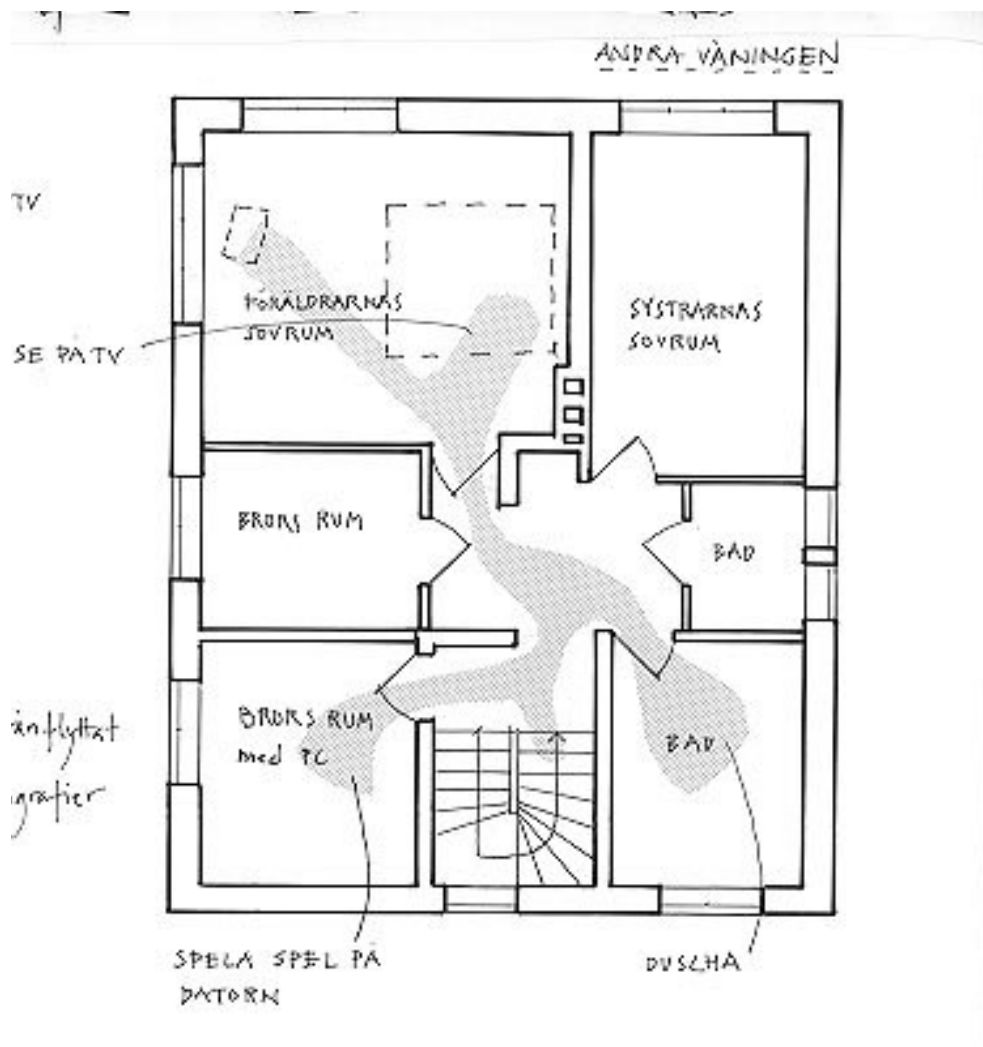 ANDRA VÅNINGEN
TV
FÖRÄLDRARNAS
SOVRUM
SYSTRARNAS
SOVRUM
SE PÅ TV
BRORS RUM
BAD
BRORS RUM
med PC
BAD
SPELA SPEL PÅ
DATORN
DUSCHA